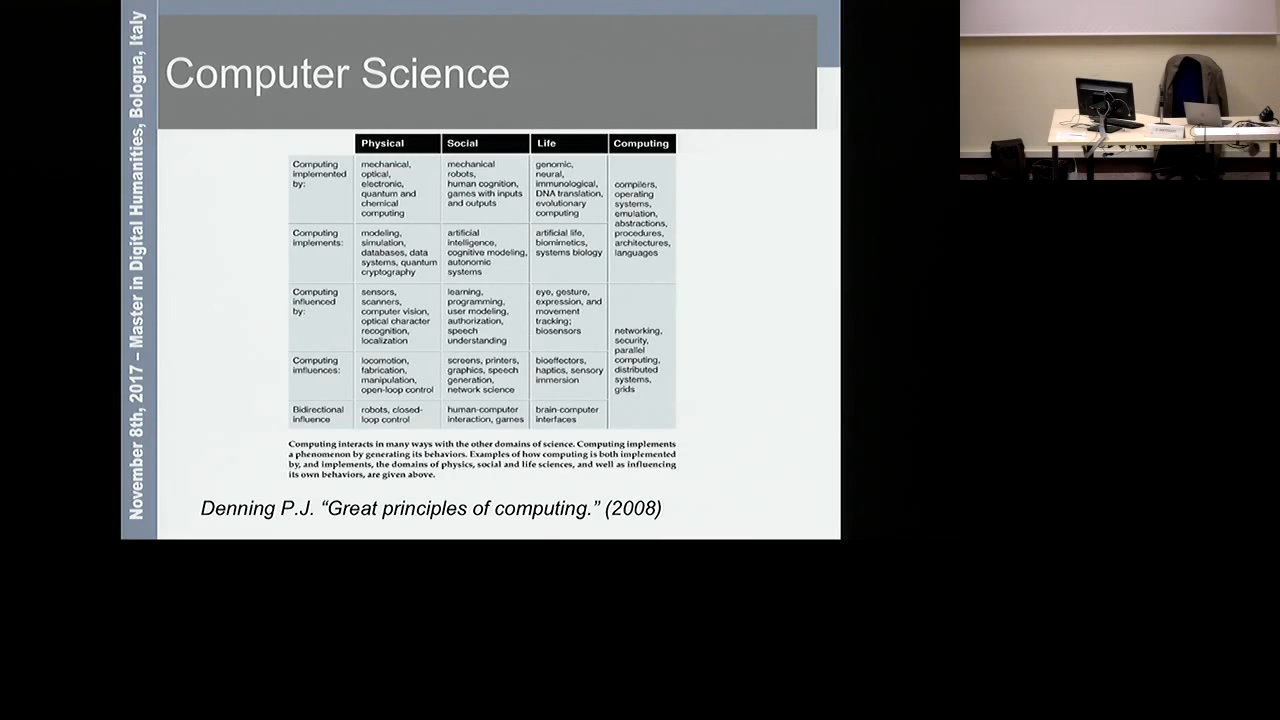 November 8th, 2017 – Master in Digital Humanities, Bologna, Italy
Computer Science
Physical Social Life Computing
Computing
implemented
by:
mechanical,
optical,
electronic,
quantum and
chemical
computing
mechanical
robots,
human cognition,
games with inputs
and outputs
genomic,
neural,
immunological,
DNA translation,
evolutionary
computing
compilers,
operating
systems,
emulation,
abstractions,
procedures,
architectures,
languages
Computing
implements:
modeling,
simulation,
databases, data
systems, quantum
cryptography
artificial
intelligence,
cognitive modeling,
autonomic
systems
artificial life,
biomimetics,
systems biology
Computing
influenced
by:
sensors,
scanners,
computer vision,
optical character
recognition,
localization
learning,
programming,
user modeling,
authorization,
speech
understanding
eye, gesture,
expression, and
movement
tracking;
biosensors
networking,
security,
parallel
computing,
distributed
systems,
grids
Computing
imfluences:
locomotion,
fabrication,
manipulation,
open-loop control
screens, printers,
graphics, speech
generation,
network science
bioeffectors,
haptics, sensory
immersion
Bidirectional
influence
robots, closed-
loop control
human-computer
interaction, games
brain-computer
interfaces
Computing interacts in many ways with the other domains of science. Computing implements
a phenomenon by generating its behaviors. Examples of how computing is both implemented
by, and implements, the domains of physics, social and life sciences, and well as influencing
its own behaviors, are given above.
Denning P.J. “Great principles of computing.” (2008)